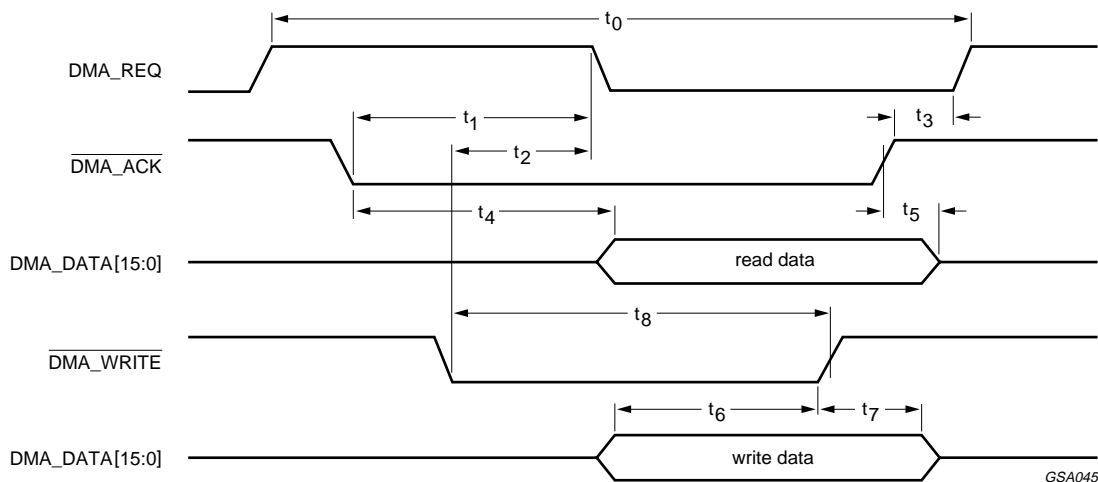 t0
DMA_REQ
t3
t1
t2
DMA_ACK
t4
t5
DMA_DATA[15:0]
read data
t8
DMA_WRITE
t6
t7
DMA_DATA[15:0]
write data
GSA045